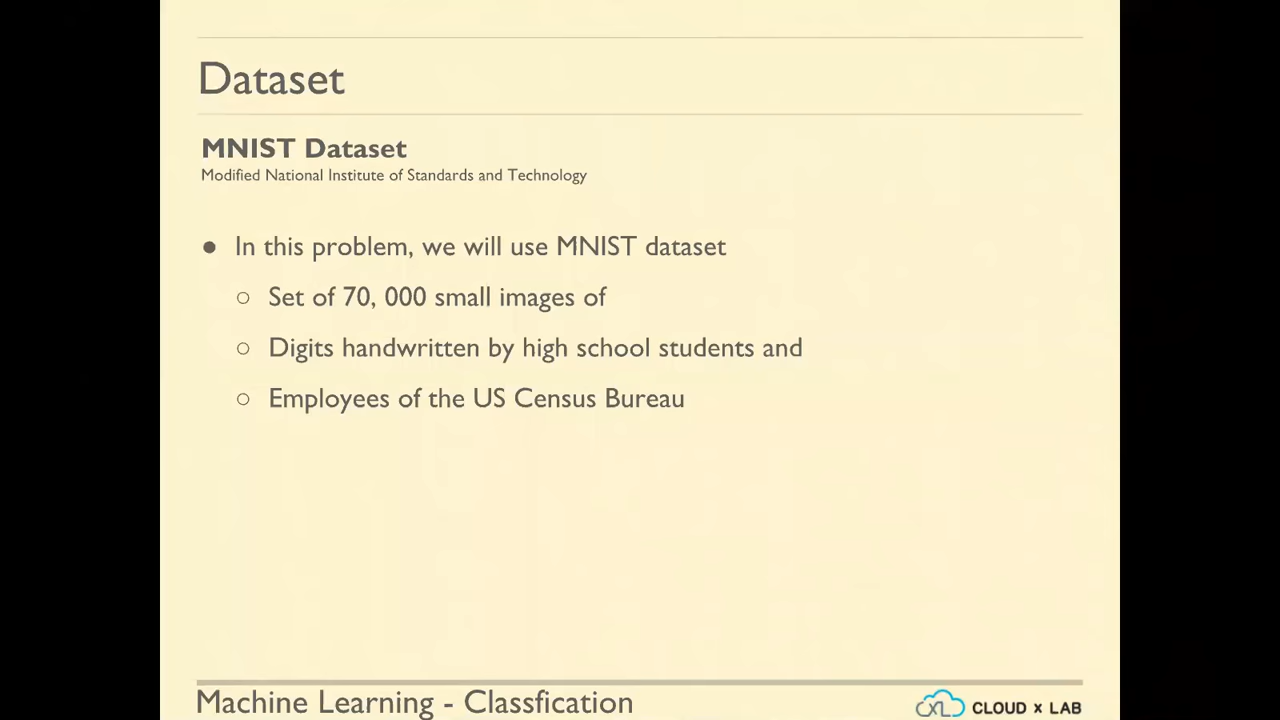 Dataset
MNIST Dataset
Modified National Institute of Standards and Technology
● In this problem, we will use MNIST dataset
○ Set of 70, 000 small images of
○ Digits handwritten by high school students and
○ Employees of the US Census Bureau
Machine Learning - Classfication
CXL CLOUD x LAB